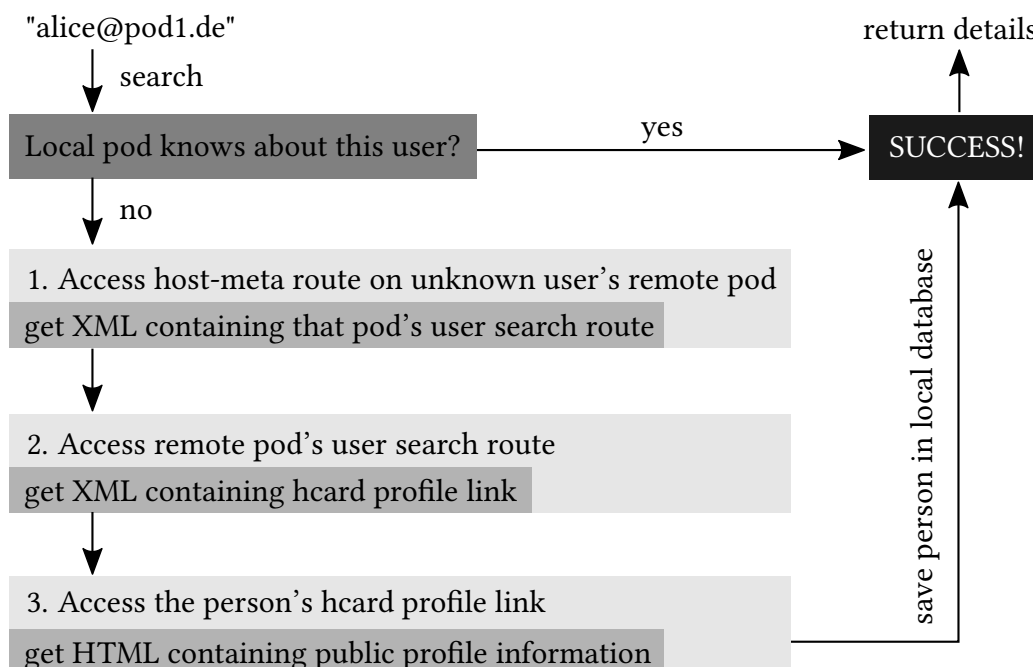 "alice@pod1.de"
return details
search
yes
Local pod knows about this user?
SUCCESS!
no
1. Access host-meta route on unknown user’s remote pod
get XML containing that pod’s user search route
2. Access remote pod’s user search route
get XML containing hcard profile link
save person in local database
3. Access the person’s hcard profile link
get HTML containing public profile information